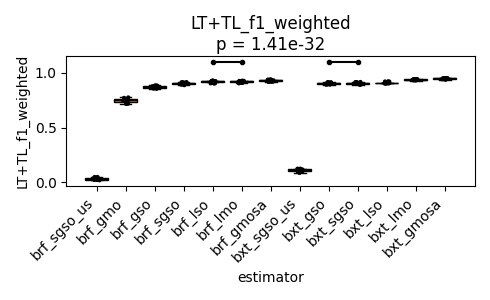 LT+TL_f1_weighted
p = 1.41e-32
LT+TL_f1_weighted
1.0
0.5
0.0
brf_sgso_us
brf_gmo
brf_gso
brf_sgso
brf_lso
brf_lmo
brf_gmosa
bxt_sgso_us
bxt_gso
bxt_sgso
bxt_lso
bxt_lmo
bxt_gmosa
estimator